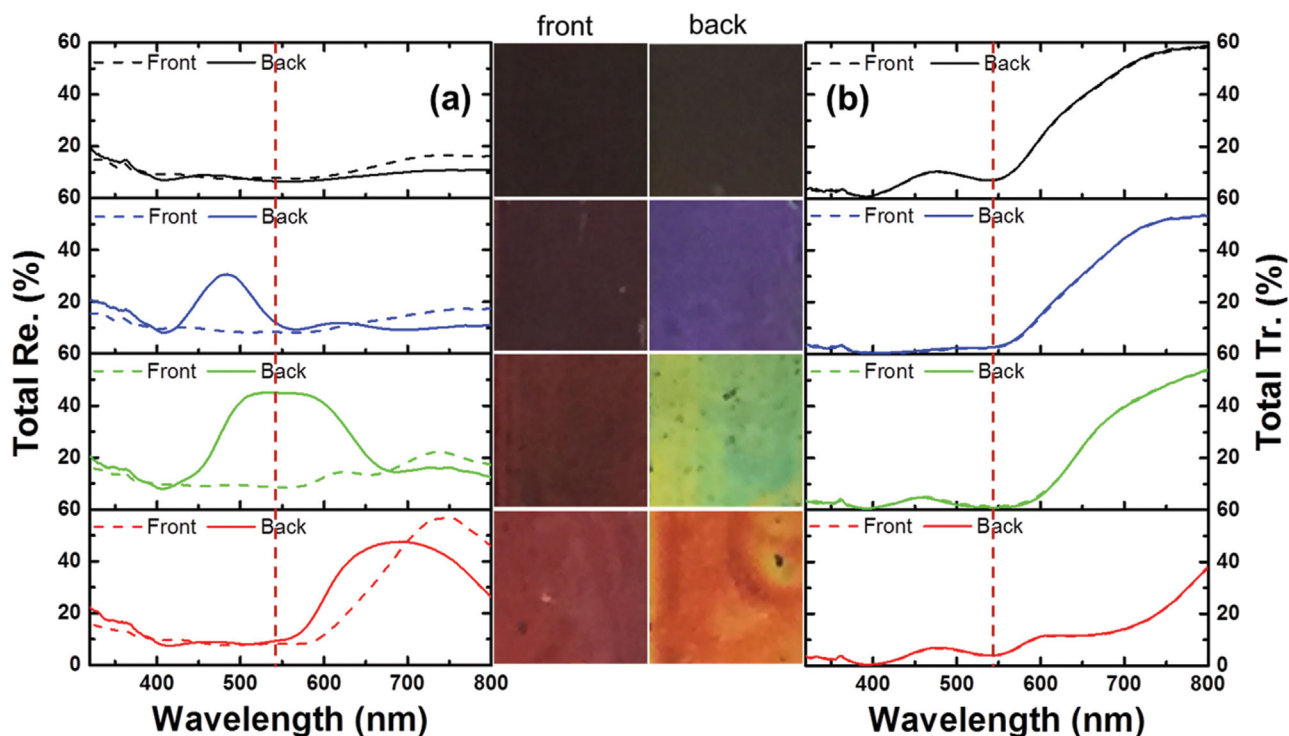 front back
60 60
Front Back (a) Front Back (b)
40 40
20 20
60 60
Front Back Front Back
40 40
20 20
60 60
Front Back Front Back
40 40
20 20
60 60
Front Back Front Back
40 40
20 20
0 0
Total Re. (%)
Total Tr. (%)
400 500 600 700 800 400 500 600 700 800
Wavelength (nm) Wavelength (nm)